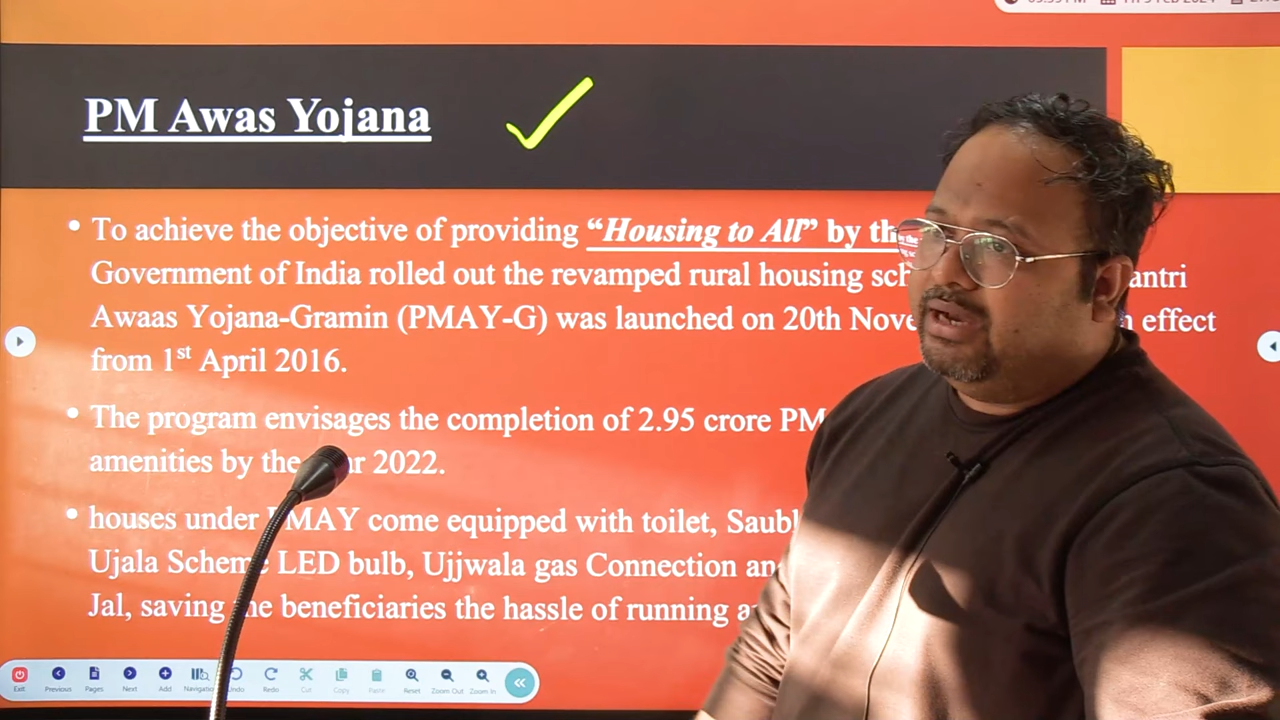 PM Awas Yojana
• To achieve the objective of providing “Housing to All” by th
Government of India rolled out the revamped rural housing sch antri
Awaas Yojana-Gramin (PMAY-G) was launched on 20th Nove effect
from 1st April 2016.
• The program envisages the completion of 2.95 crore PM
amenities by the 2022.
• houses under PMAY come equipped with toilet, Saubl
Ujala Scheme LED bulb, Ujjwala gas Connection an
Jal, saving the beneficiaries the hassle of running a
Exit Previous Pages Next Add Navigation Undo Redo Cut Copy Paste Reset Zoom Out Zoom In